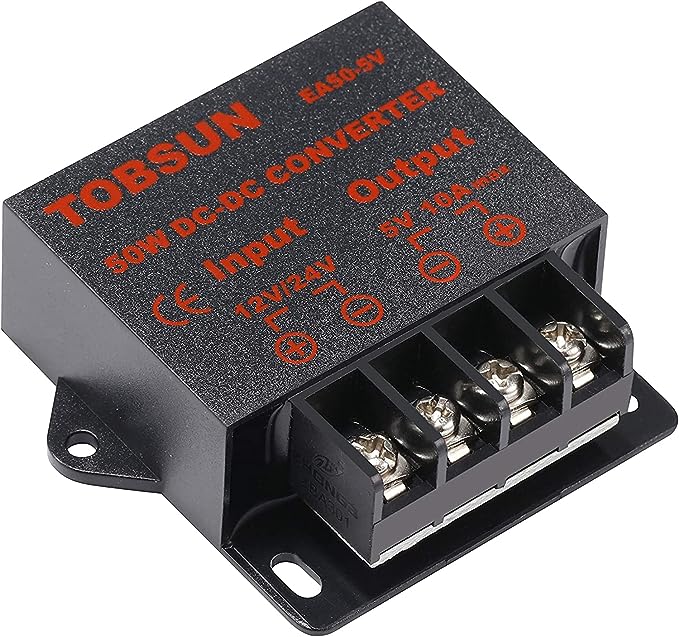 TOBSUN
EA50-5V
50W DC-DC CONVERTER
Input
Output
CE
12V/24V
5V 10A MAX
+ - - +